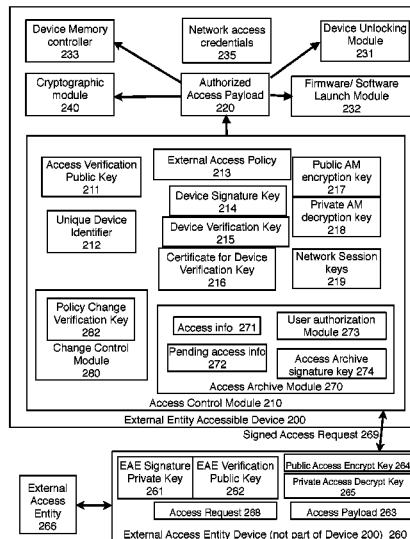 Device Memory
controller
233
Network access
credentials
235
Device Unlocking
Module
231
Cryptographic
module
240
Authorized
Access Payload
220
Firmware/ Software
Launch Module
232
Access Verification
Public Key
211
External Access Policy
213
Public AM
encryption key
217
Device Signature Key
214
Private AM
decryption key
218
Unique Device
Identifier
212
Device Verification Key
215
Certificate for Device
Verification Key
216
Network Session
keys
219
Policy Change
Verification Key
282
Change Control
Module
280
Access info 271
User authorization
Module 273
Pending access info
272
Access Archive
signature key 274
Access Archive Module 270
Access Control Module 210
External Entity Accessible Device 200
Signed Access Request 269
External
Access
Entity
266
EAE Signature
Private Key
261
EAE Verification
Public Key
262
Public Access Encrypt Key 264
Private Access Decrypt Key
265
Access Request 268
Access Payload 263
External Access Entity Device (not part of Device 200) 260